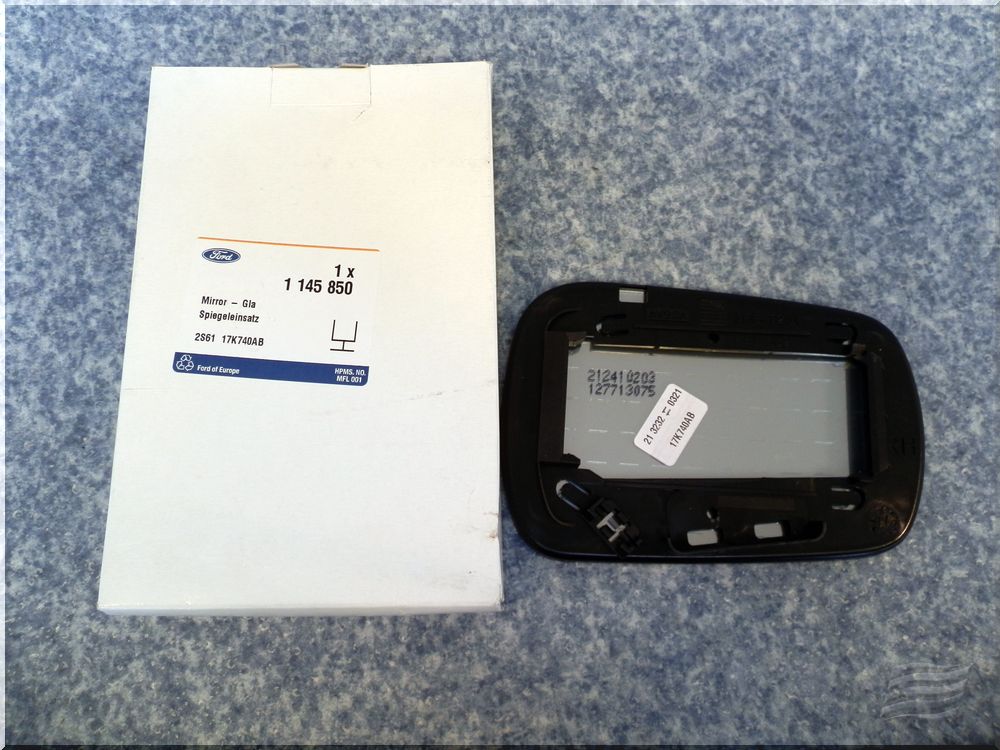 Ford
1 x
1 145 850
Mirror – Gla
Spiegeleinsatz
2S61 17K740AB
Ford of Europe
HPMS. NO.
MFL 001
212410203
127713075
21 3232 0321
17K740AB